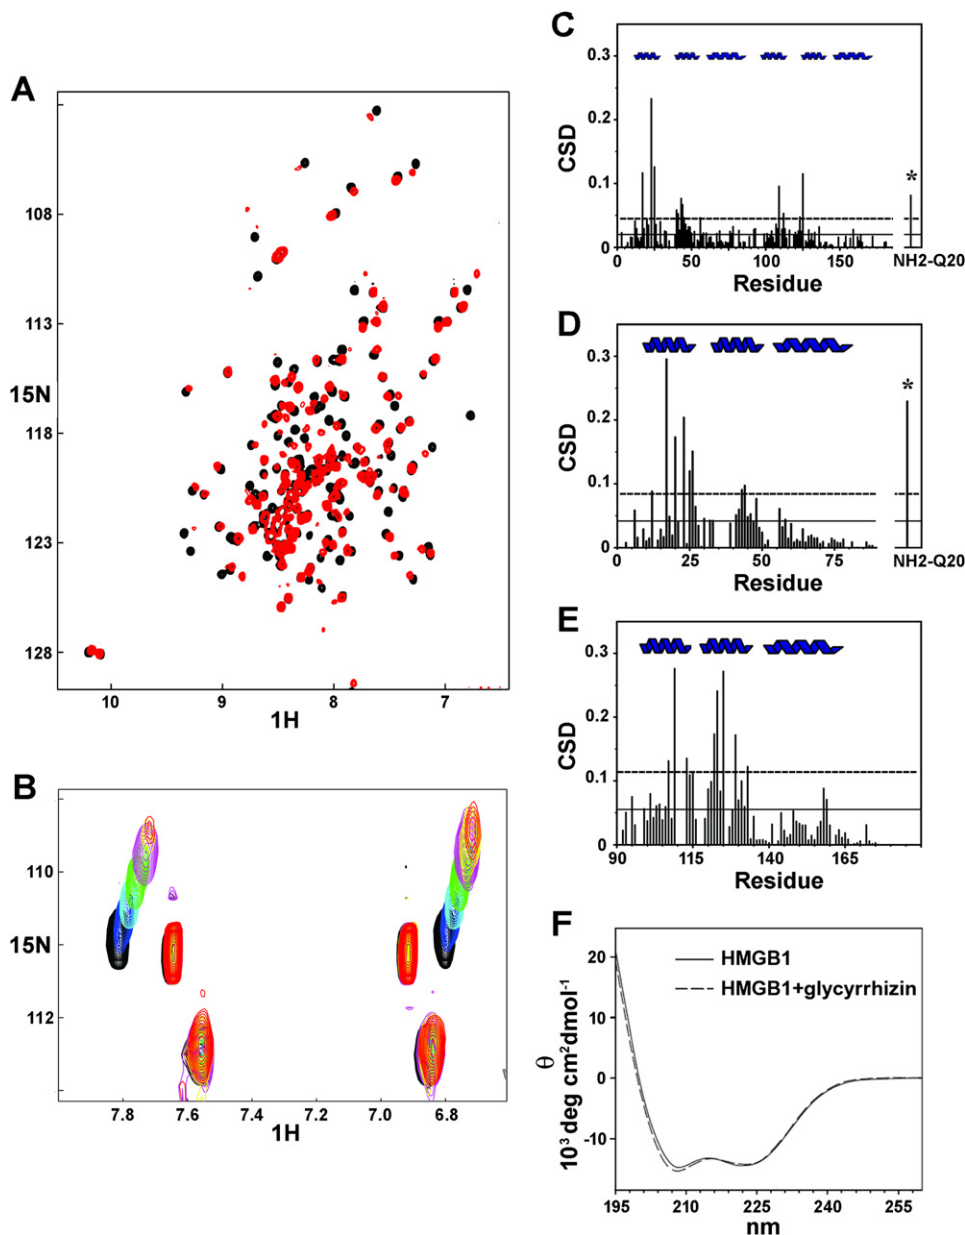 A
108
113
15N
118
123
128
10
9
8
7
1H
B
110
15N
112
7.8
7.6
7.4
7.2
7.0
6.8
1H
C
0.3
0.2
CSD
0.1
0
*
0
50
100
150
NH2-Q20
Residue
D
0.3
0.2
CSD
0.1
0
*
0
25
50
75
NH2-Q20
Residue
E
0.3
0.2
CSD
0.1
0
90
115
140
165
Residue
F
20
10
0
-10
θ
10³ deg cm²dmol⁻¹
HMGB1
HMGB1+glycyrrhizin
195
210
225
240
255
nm